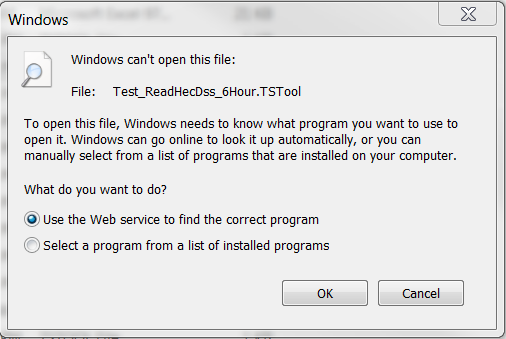 Windows
Windows can't open this file:
File: Test_ReadHecDss_6Hour.TSTool
To open this file, Windows needs to know what program you want to use to
open it. Windows can go online to look it up automatically, or you can
manually select from a list of programs that are installed on your computer.
What do you want to do?
Use the Web service to find the correct program
Select a program from a list of installed programs
OK Cancel